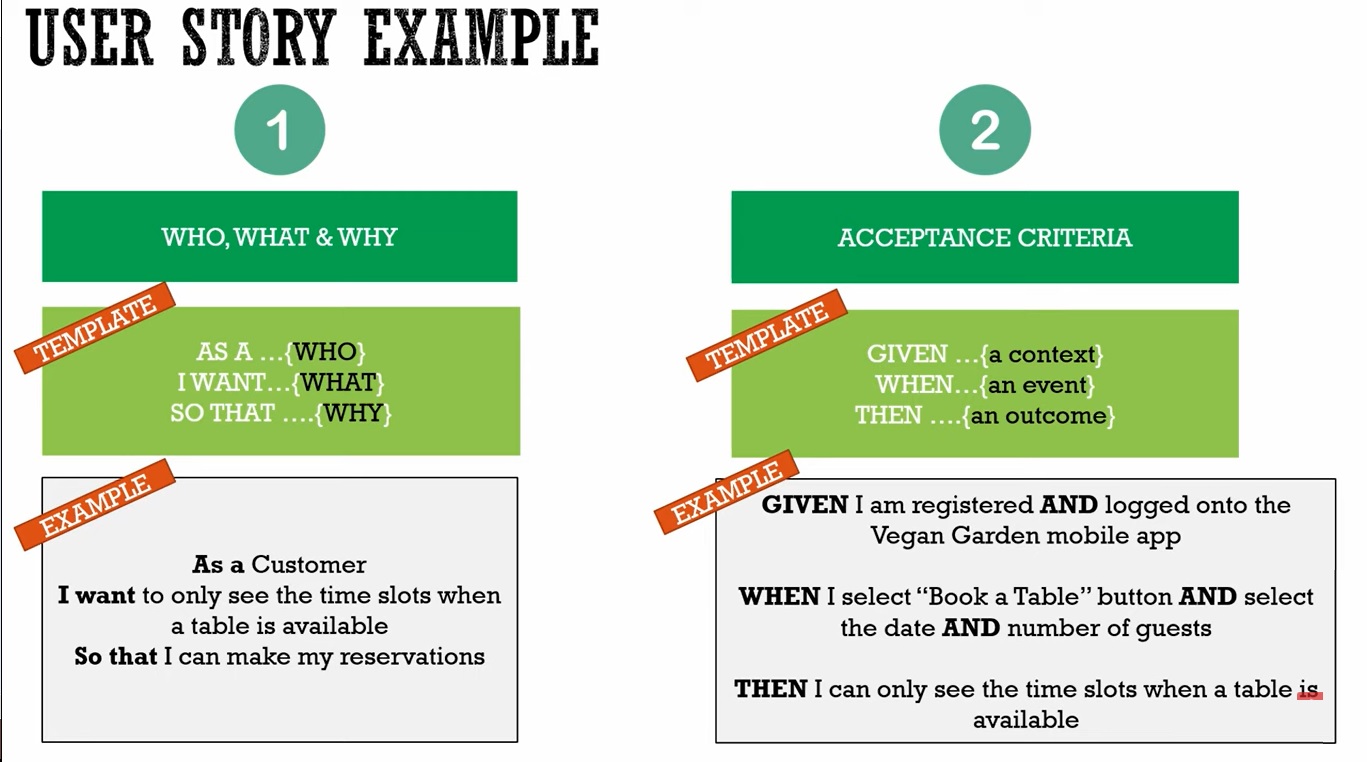 USER STORY EXAMPLE
1
WHO, WHAT & WHY
TEMPLATE
AS A ...{WHO}
I WANT...{WHAT}
SO THAT ....{WHY}
EXAMPLE
As a Customer
I want to only see the time slots when
a table is available
So that I can make my reservations
2
ACCEPTANCE CRITERIA
TEMPLATE
GIVEN ...{a context}
WHEN...{an event}
THEN ....{an outcome}
EXAMPLE
GIVEN I am registered AND logged onto the
Vegan Garden mobile app
WHEN I select “Book a Table” button AND select
the date AND number of guests
THEN I can only see the time slots when a table is
available